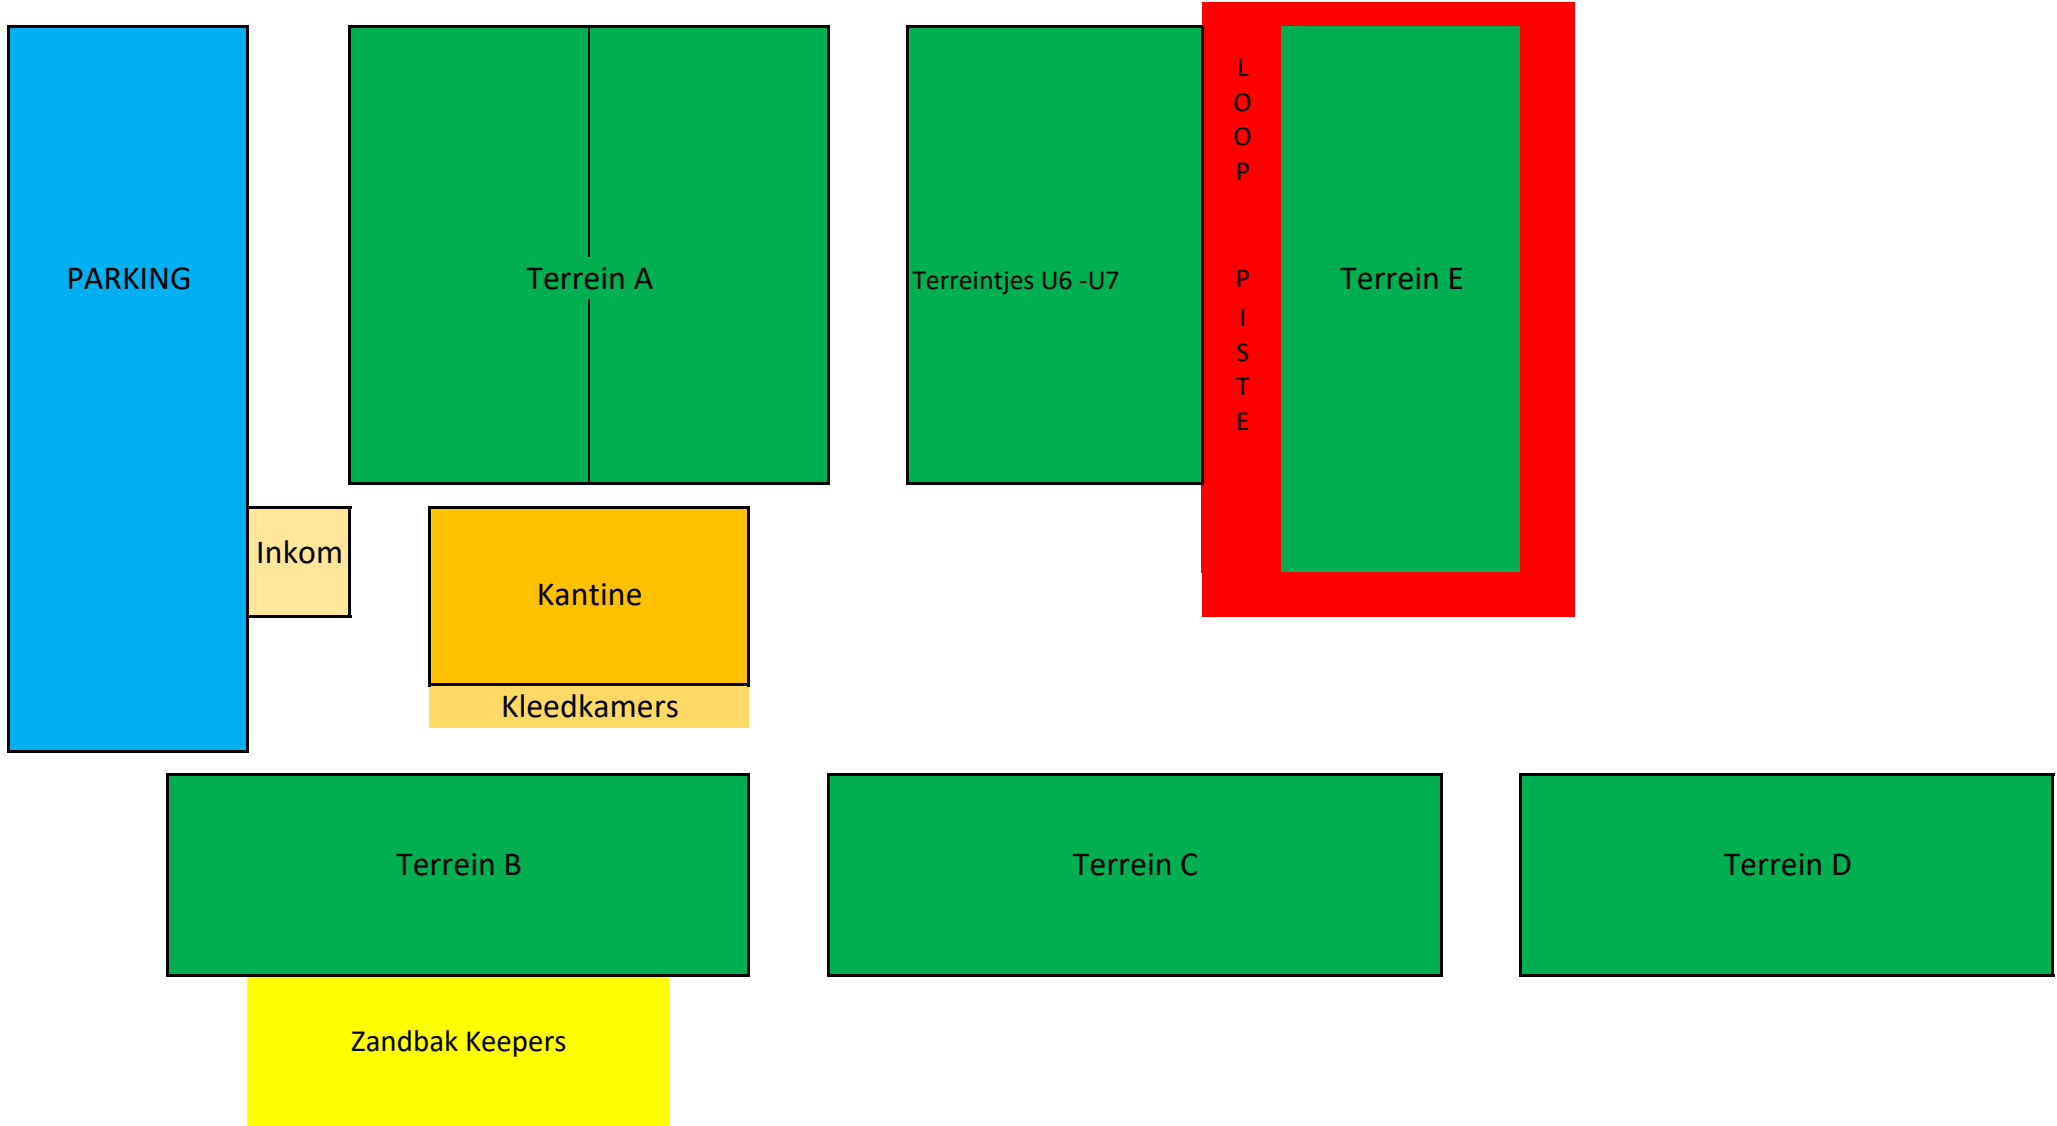 L
O
O
P
PARKING
Terrein A
Terreintjes U6 -U7
P
I
S
T
E
Terrein E
Inkom
Kantine
Kleedkamers
Terrein B
Terrein C
Terrein D
Zandbak Keepers